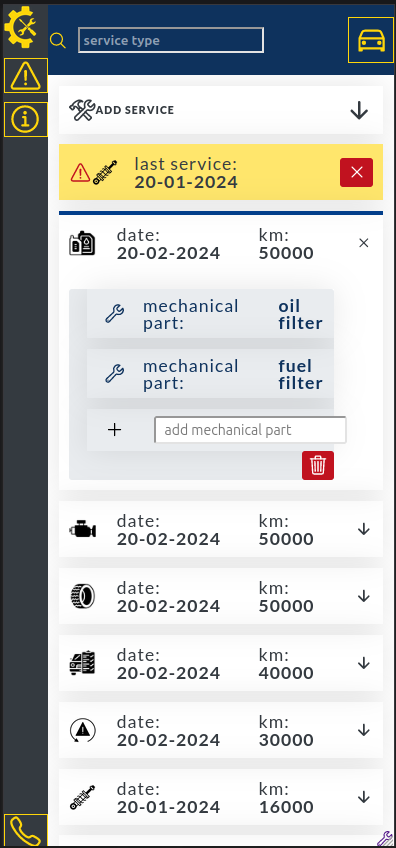 service type
ADD SERVICE
last service:
20-01-2024
date: km:
20-02-2024 50000
mechanical oil
part: filter
mechanical fuel
part: filter
add mechanical part
date: km:
20-02-2024 50000
date: km:
20-02-2024 50000
date: km:
20-02-2024 40000
date: km:
20-02-2024 30000
date: km:
20-01-2024 16000